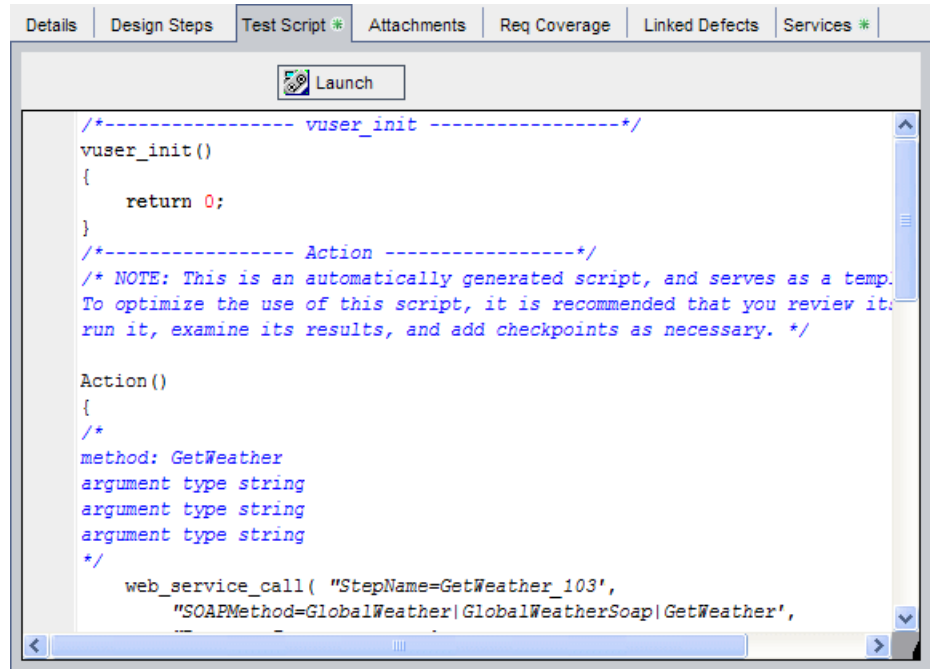 Details Design Steps Test Script * Attachments Req Coverage Linked Defects Services *
Launch
/*----------------- vuser_init -----------------*/
vuser_init()
{
return 0;
}
/*----------------- Action -----------------*/
/* NOTE: This is an automatically generated script, and serves as a templ
To optimize the use of this script, it is recommended that you review its
run it, examine its results, and add checkpoints as necessary. */
Action()
{
/*
method: GetWeather
argument type string
argument type string
argument type string
*/
web_service_call( "StepName=GetWeather_103',
"SOAPMethod=GlobalWeather|GlobalWeatherSoap|GetWeather',